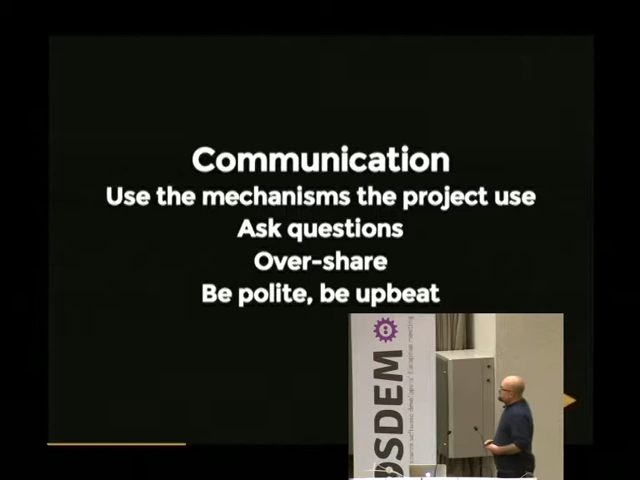 Communication
Use the mechanisms the project use
Ask questions
Over-share
Be polite, be upbeat
OSDEM